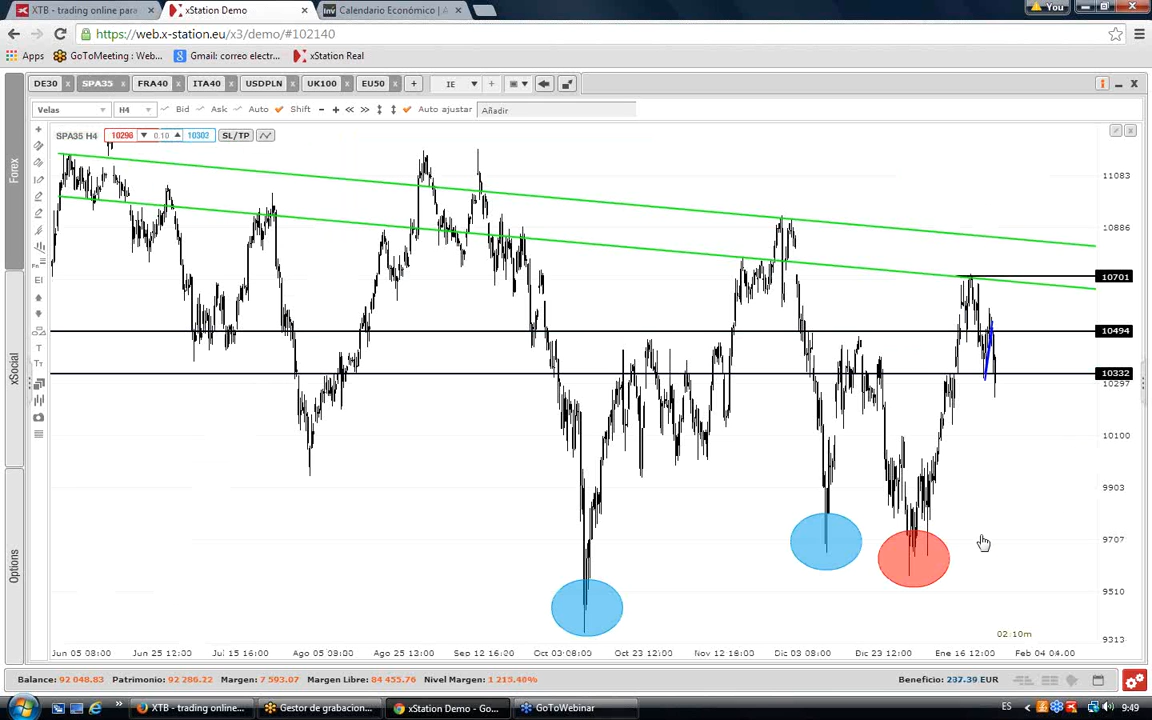 XTB - trading online para
xStation Demo
Calendario Económico | A
You
https://web.x-station.eu/x3/demo/#102140
Apps
GoToMeeting : Web...
Gmail: correo electr...
xStation Real
DE30
SPA35
FRA40
ITA40
USDPLN
UK100
EU50
IE
Velas
H4
Bid
Ask
Auto
Shift
Auto ajustar
Añadir
SPA35 H4
10298
0.10
10302
SL/TP
Forex
xSocial
Options
11083
10886
10701
10494
10332
10297
10100
9903
9707
9510
9313
02:10m
Jun 05 08:00
Jun 25 12:00
Jul 15 16:00
Ago 05 08:00
Ago 25 13:00
Sep 12 16:00
Oct 03 08:00
Oct 23 12:00
Nov 12 16:00
Dic 03 08:00
Dic 23 12:00
Ene 16 12:00
Feb 04 04:00
Balance: 92 048.83
Patrimonio: 92 286.22
Margen: 7 593.07
Margen Libre: 84 455.76
Nivel Margen: 1 215.40%
Beneficio: 237.39 EUR
XTB - trading online...
Gestor de grabacion...
xStation Demo - Go...
GoToWebinar
ES
9:49